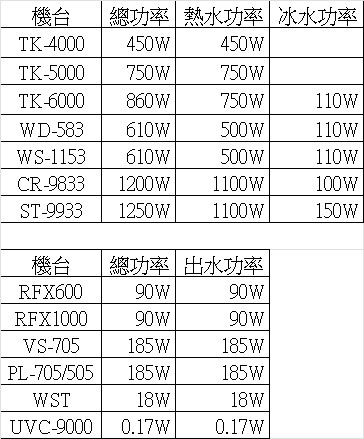 機台 總功率 熱水功率 冰水功率
TK-4000 450W 450W
TK-5000 750W 750W
TK-6000 860W 750W 110W
WD-583 610W 500W 110W
WS-1153 610W 500W 110W
CR-9833 1200W 1100W 100W
ST-9933 1250W 1100W 150W
機台 總功率 出水功率
RFX600 90W 90W
RFX1000 90W 90W
VS-705 185W 185W
PL-705/505 185W 185W
WST 18W 18W
UVC-9000 0.17W 0.17W